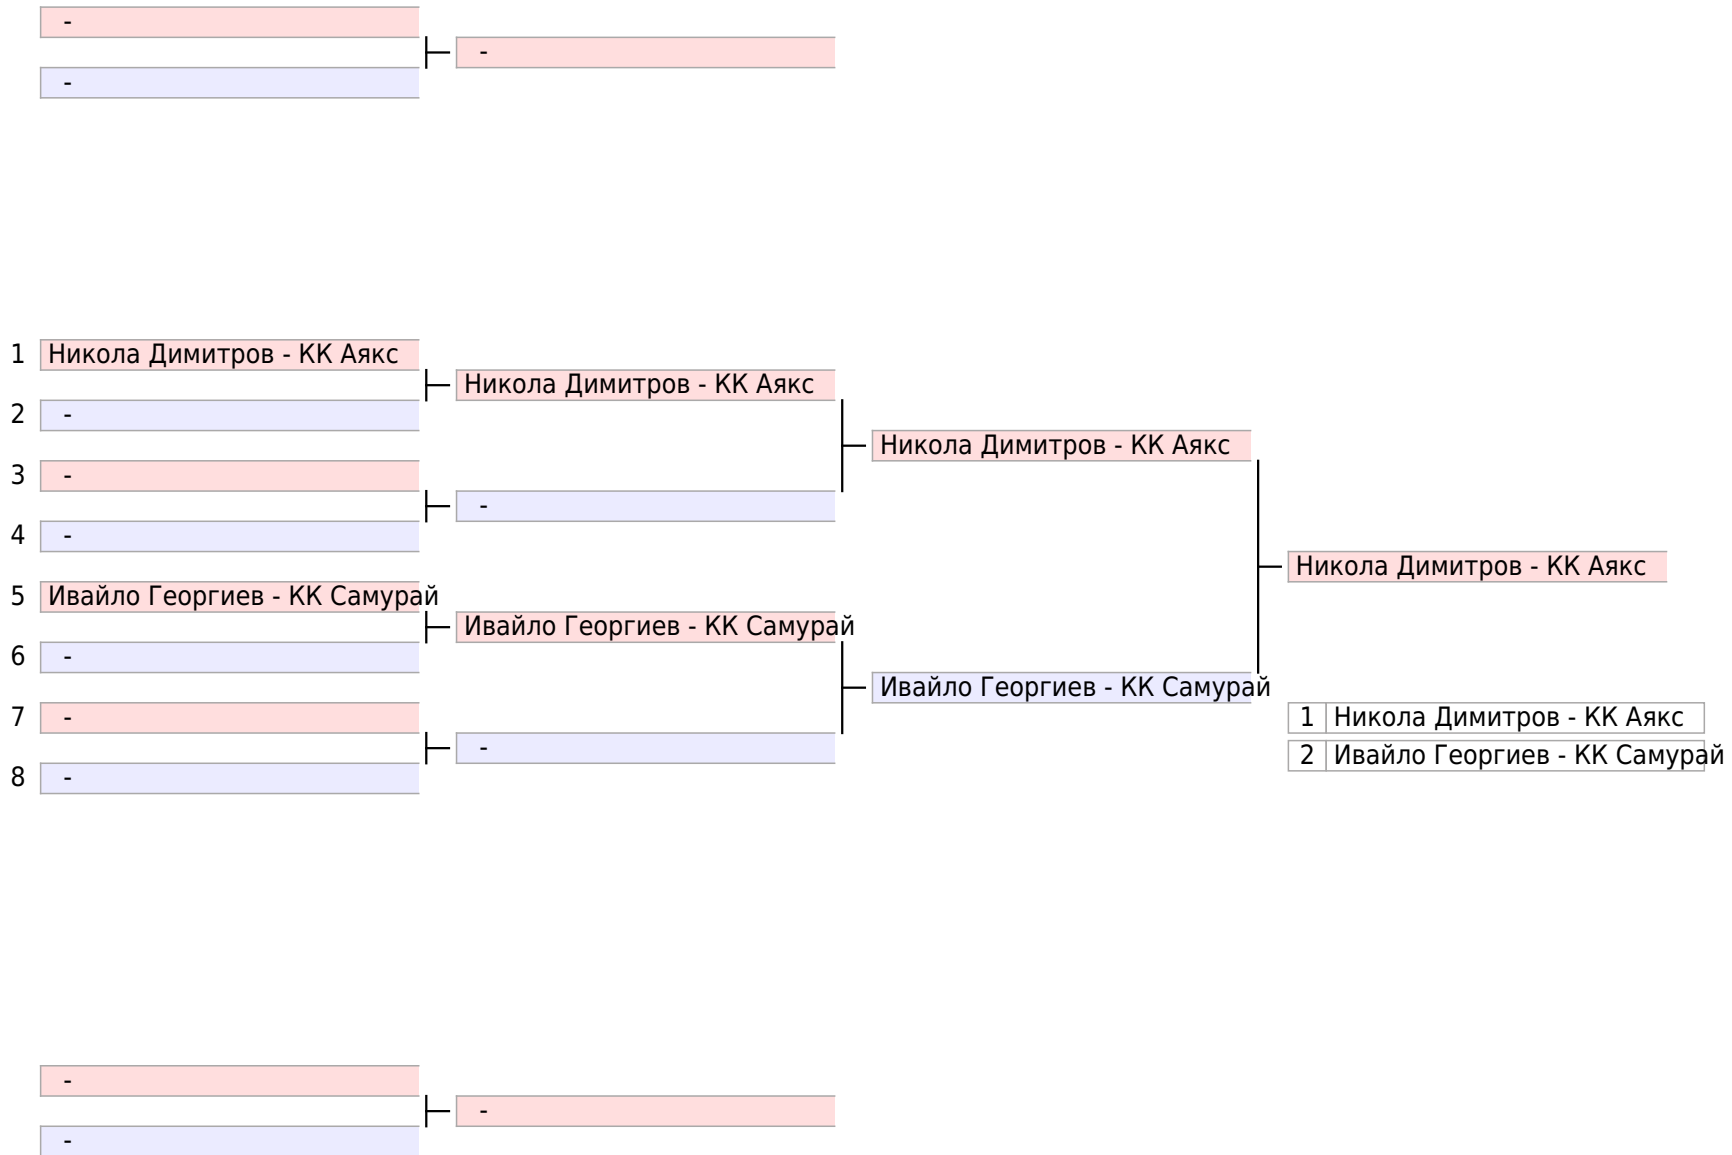 -
-
-
1 Никола Димитров - КК Аякс
Никола Димитров - КК Аякс
2 -
Никола Димитров - КК Аякс
3 -
-
4 -
Никола Димитров - КК Аякс
5 Ивайло Георгиев - КК Самурай
Ивайло Георгиев - КК Самурай
6 -
Ивайло Георгиев - КК Самурай
7 -
1 Никола Димитров - КК Аякс
-
2 Ивайло Георгиев - КК Самурай
8 -
-
-
-